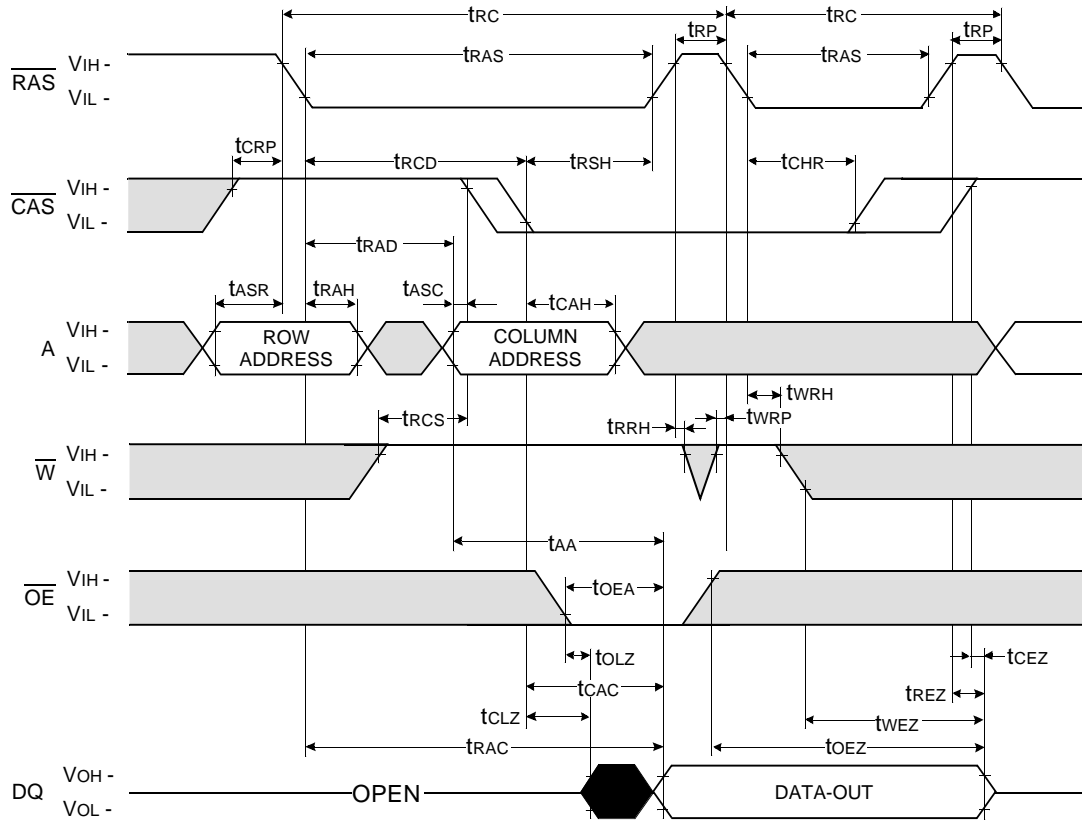 tRC tRC
tRP tRP
tRAS tRAS
RAS VIH -
VIL -
tCRP tRCD tRSH tCHR
CAS VIH -
VIL -
tRAD
tASR tRAH tASC tCAH
A VIH -
VIL -
ROW
ADDRESS
COLUMN
ADDRESS
tWRH
tRCS tRRH tWRP
W VIH -
VIL -
tAA
OE VIH -
VIL -
tOEA
tOLZ tCEZ
tCAC tREZ
tCLZ tWEZ
tRAC tOEZ
DQ VOH -
VOL -
OPEN DATA-OUT